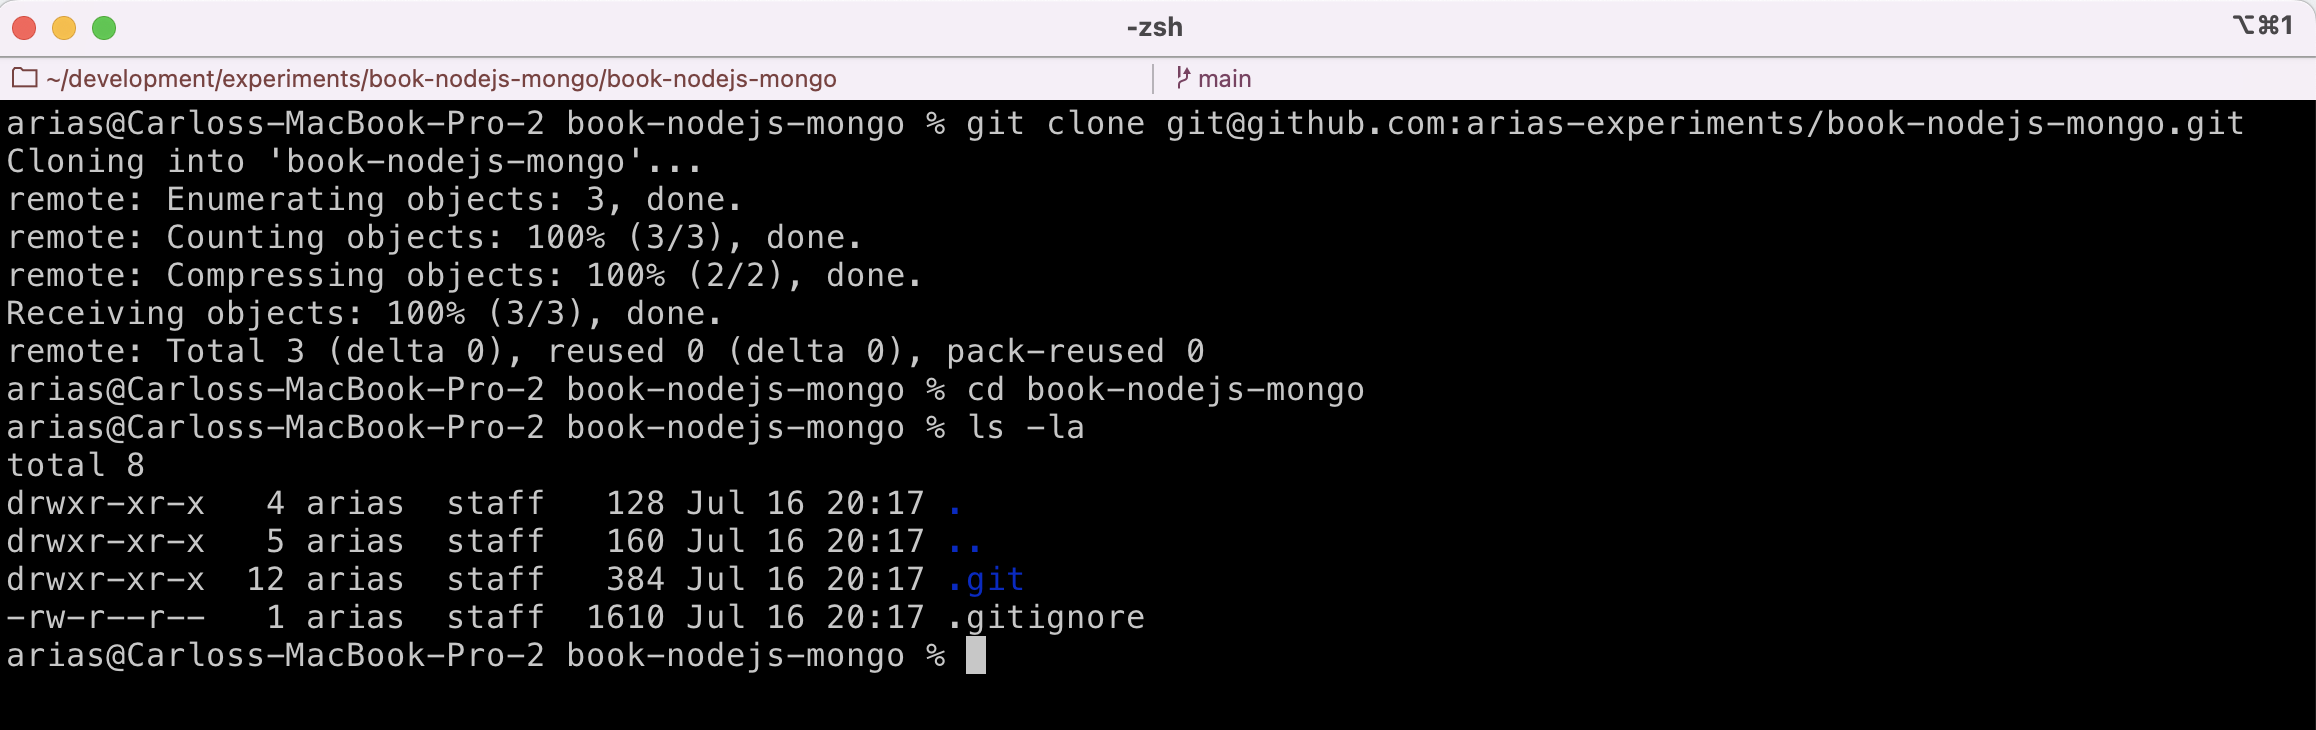 -zsh
⌥⌘1
~/development/experiments/book-nodejs-mongo/book-nodejs-mongo
main
arias@Carloss-MacBook-Pro-2 book-nodejs-mongo % git clone git@github.com:arias-experiments/book-nodejs-mongo.git
Cloning into 'book-nodejs-mongo'...
remote: Enumerating objects: 3, done.
remote: Counting objects: 100% (3/3), done.
remote: Compressing objects: 100% (2/2), done.
Receiving objects: 100% (3/3), done.
remote: Total 3 (delta 0), reused 0 (delta 0), pack-reused 0
arias@Carloss-MacBook-Pro-2 book-nodejs-mongo % cd book-nodejs-mongo
arias@Carloss-MacBook-Pro-2 book-nodejs-mongo % ls -la
total 8
drwxr-xr-x   4 arias  staff   128 Jul 16 20:17 .
drwxr-xr-x   5 arias  staff   160 Jul 16 20:17 ..
drwxr-xr-x  12 arias  staff   384 Jul 16 20:17 .git
-rw-r--r--   1 arias  staff  1610 Jul 16 20:17 .gitignore
arias@Carloss-MacBook-Pro-2 book-nodejs-mongo %